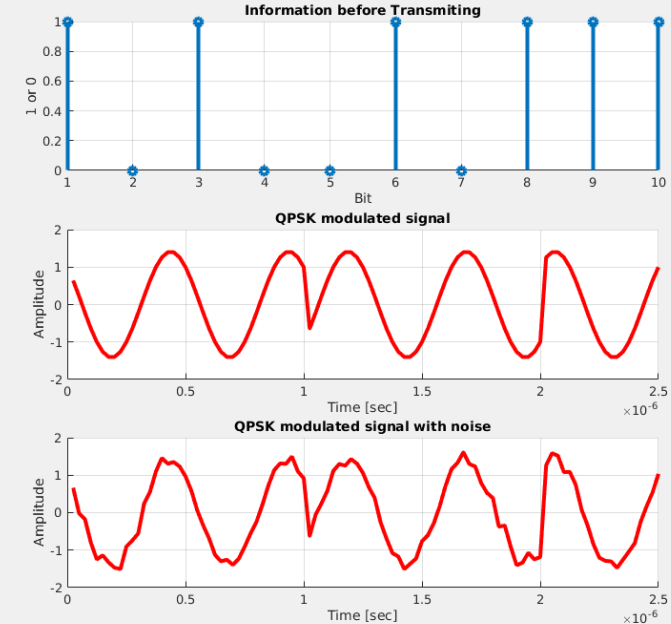 Information before Transmiting
1
0.8
0.6
0.4
0.2
0
1 or 0
1 2 3 4 5 6 7 8 9 10
Bit
QPSK modulated signal
2
1
0
-1
-2
Amplitude
0 0.5 1 1.5 2 2.5
Time [sec]
×10⁻⁶
QPSK modulated signal with noise
2
1
0
-1
-2
Amplitude
0 0.5 1 1.5 2 2.5
Time [sec]
×10⁻⁶